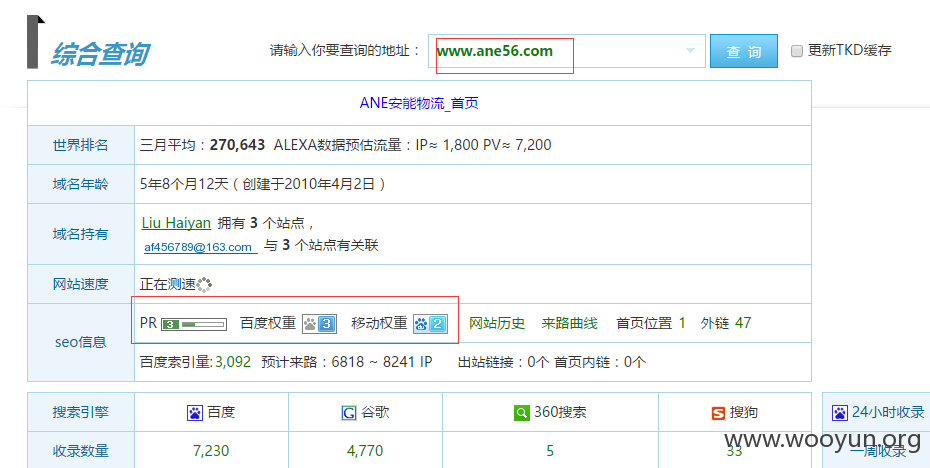 综合查询 请输入你要查询的地址： www.ane56.com 查 询 更新TKD缓存
ANE安能物流_首页
世界排名 三月平均：270,643 ALEXA数据预估流量：IP≈ 1,800 PV≈ 7,200
域名年龄 5年8个月12天（创建于2010年4月2日）
域名持有 Liu Haiyan 拥有 3 个站点，
af456789@163.com 与 3 个站点有关联
网站速度 正在测速
seo信息 PR 3 百度权重 3 移动权重 2 网站历史 来路曲线 首页位置 1 外链 47
百度索引量:3,092 预计来路：6818 ~ 8241 IP 出站链接：0个 首页内链：0个
搜索引擎 百度 谷歌 360搜索 搜狗 24小时收录
收录数量 7,230 4,770 5 33 一周收录
www.wooyun.org